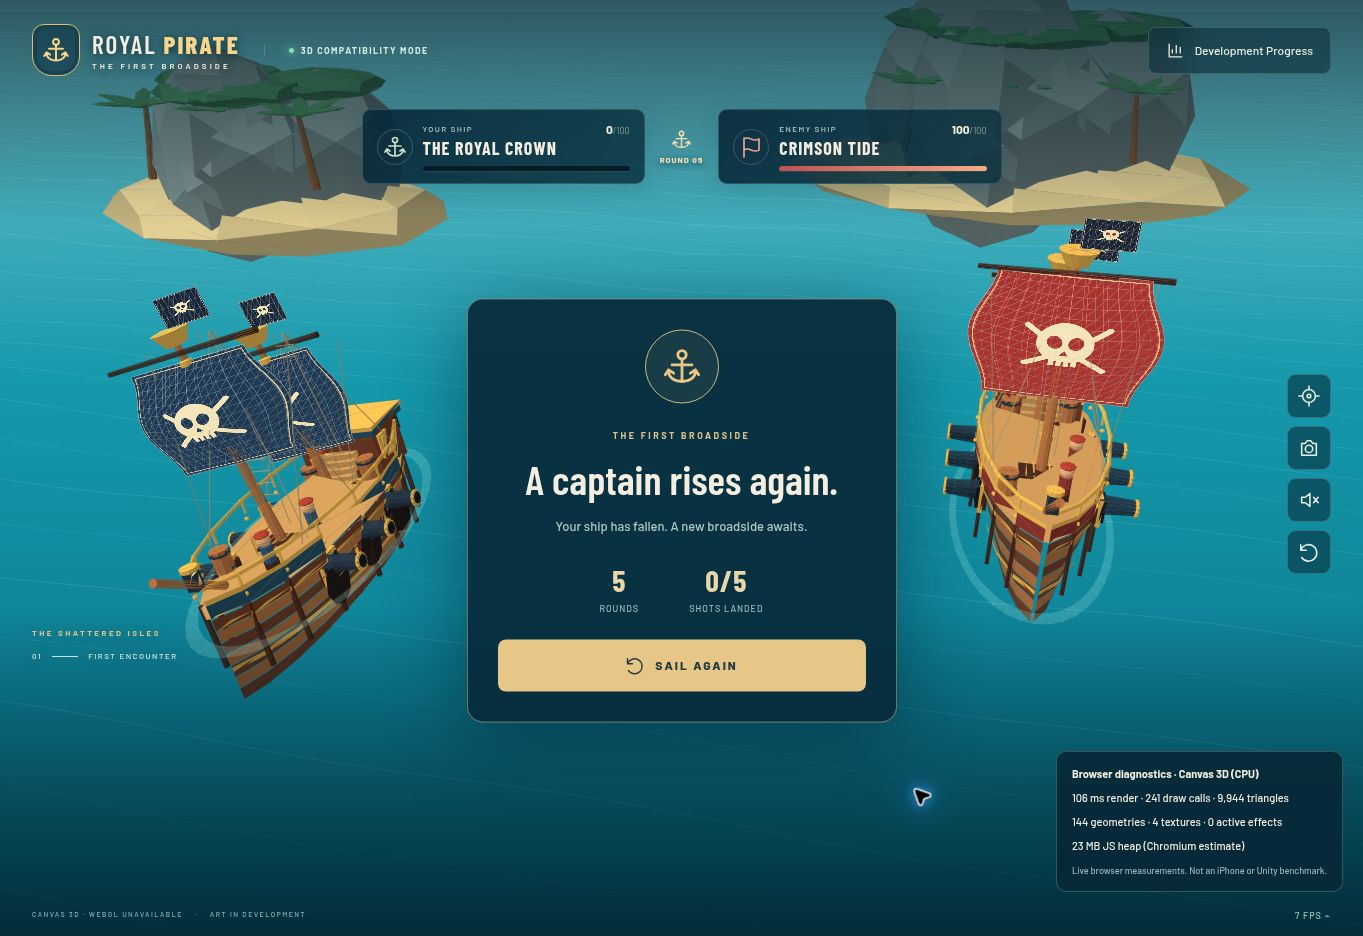 ROYAL PIRATE
THE FIRST BROADSIDE
3D COMPATIBILITY MODE
Development Progress
YOUR SHIP
0/100
THE ROYAL CROWN
ROUND 05
ENEMY SHIP
100/100
CRIMSON TIDE
THE FIRST BROADSIDE
A captain rises again.
Your ship has fallen. A new broadside awaits.
5
ROUNDS
0/5
SHOTS LANDED
SAIL AGAIN
THE SHATTERED ISLES
01 — FIRST ENCOUNTER
Browser diagnostics · Canvas 3D (CPU)
106 ms render · 241 draw calls · 9,944 triangles
144 geometries · 4 textures · 0 active effects
23 MB JS heap (Chromium estimate)
Live browser measurements. Not an iPhone or Unity benchmark.
CANVAS 3D · WEBGL UNAVAILABLE · ART IN DEVELOPMENT
7 FPS ~